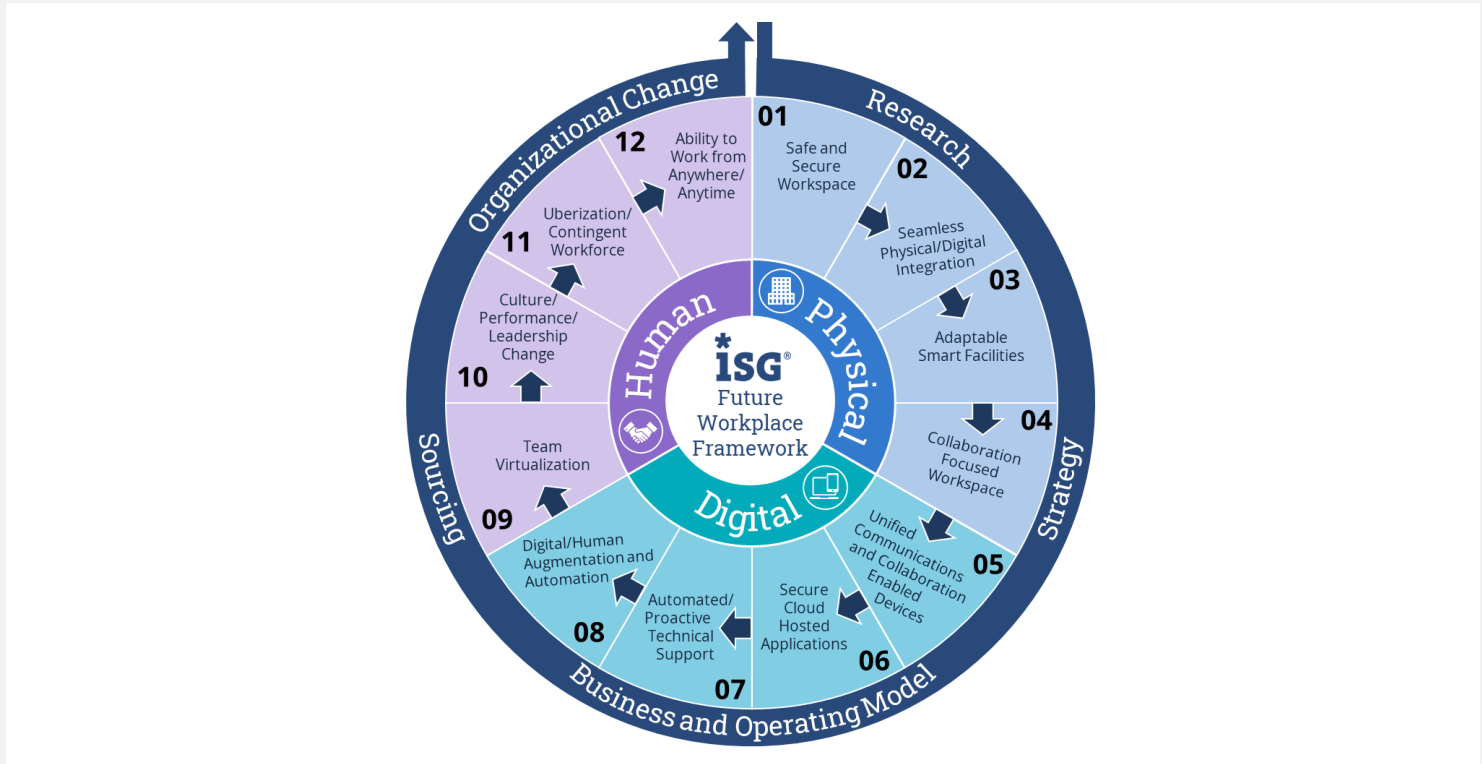 Organizational Change
Research
Strategy
Business and Operating Model
Sourcing
01
Safe and
Secure
Workspace
02
Seamless
Physical/Digital
Integration
03
Adaptable
Smart Facilities
04
Collaboration
Focused
Workspace
05
Unified
Communications
and Collaboration
Enabled
Devices
06
Secure
Cloud
Hosted
Applications
07
Automated/
Proactive
Technical
Support
08
Digital/Human
Augmentation and
Automation
09
Team
Virtualization
10
Culture/
Performance/
Leadership
Change
11
Uberization/
Contingent
Workforce
12
Ability to
Work from
Anywhere/
Anytime
Human
Physical
Digital
*isG®
Future
Workplace
Framework